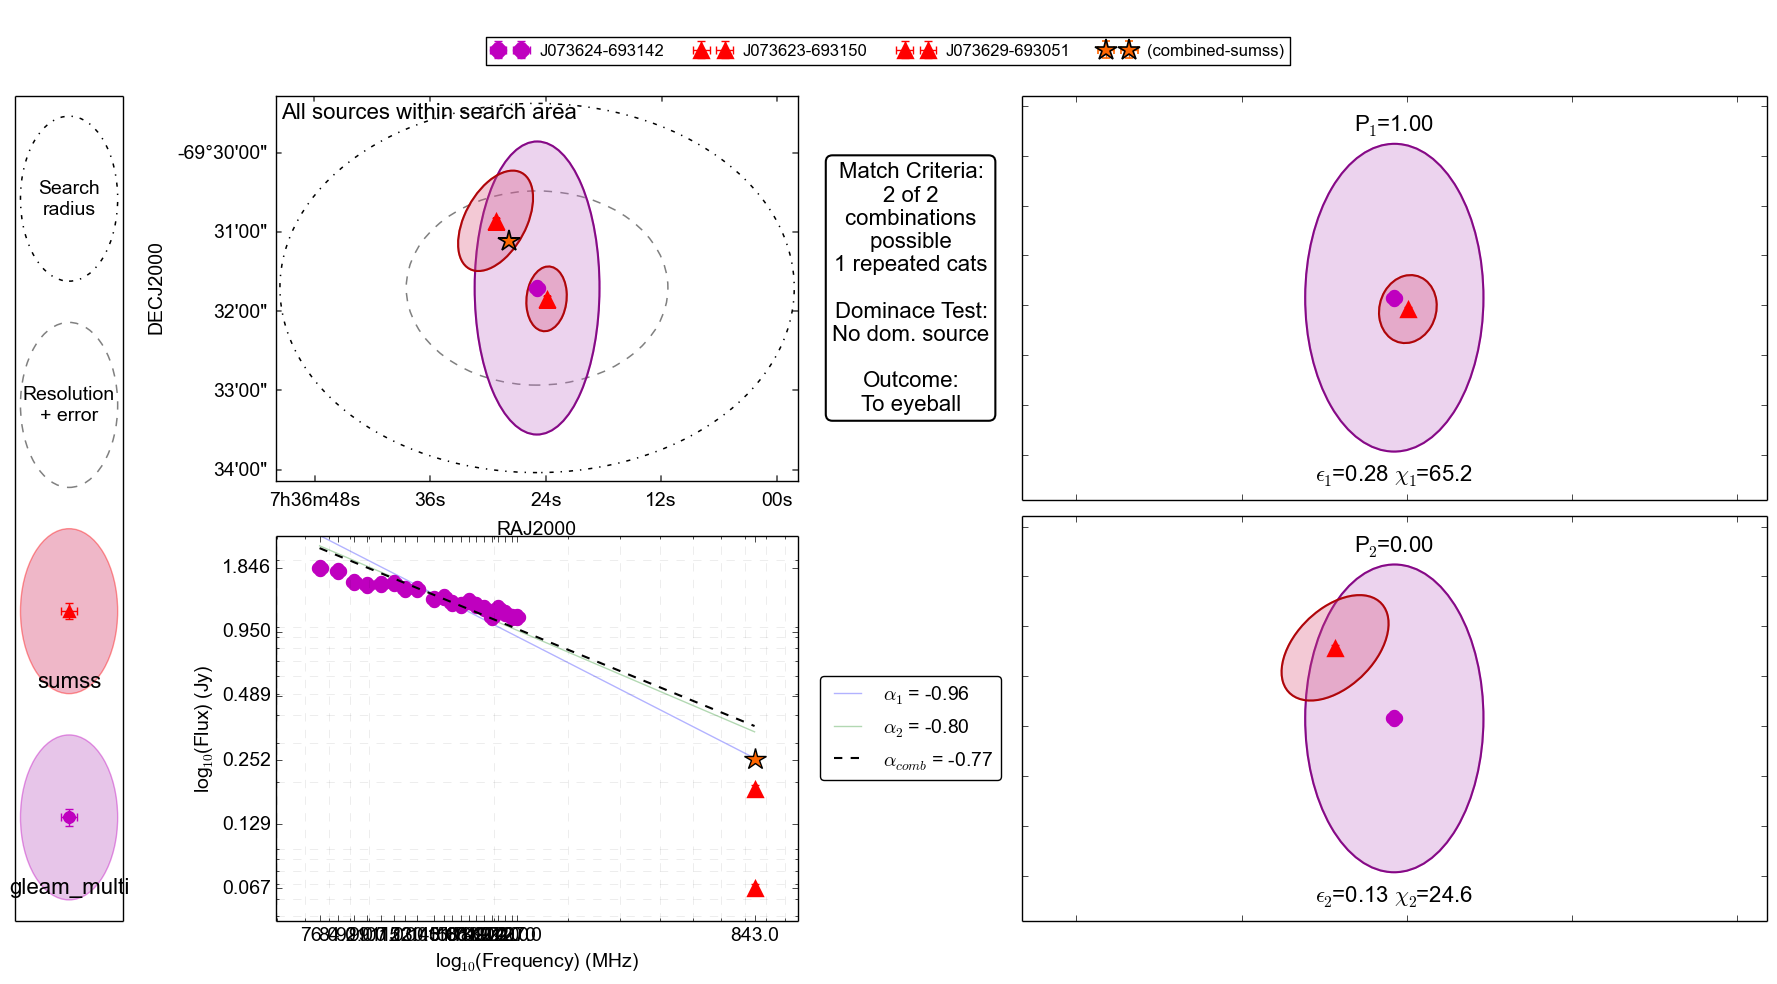 J073624-693142
J073623-693150
J073629-693051
(combined-sumss)
Search
radius
Resolution
+ error
sumss
gleam_multi
All sources within search area
DECJ2000
-69°30'00"
31'00"
32'00"
33'00"
34'00"
7h36m48s
36s
24s
12s
00s
RAJ2000
Match Criteria:
2 of 2
combinations
possible
1 repeated cats
Dominace Test:
No dom. source
Outcome:
To eyeball
P1=1.00
ϵ1=0.28 χ1=65.2
P2=0.00
ϵ2=0.13 χ2=24.6
log10(Flux) (Jy)
1.846
0.950
0.489
0.252
0.129
0.067
843.0
log10(Frequency) (MHz)
α1 = -0.96
α2 = -0.80
αcomb = -0.77